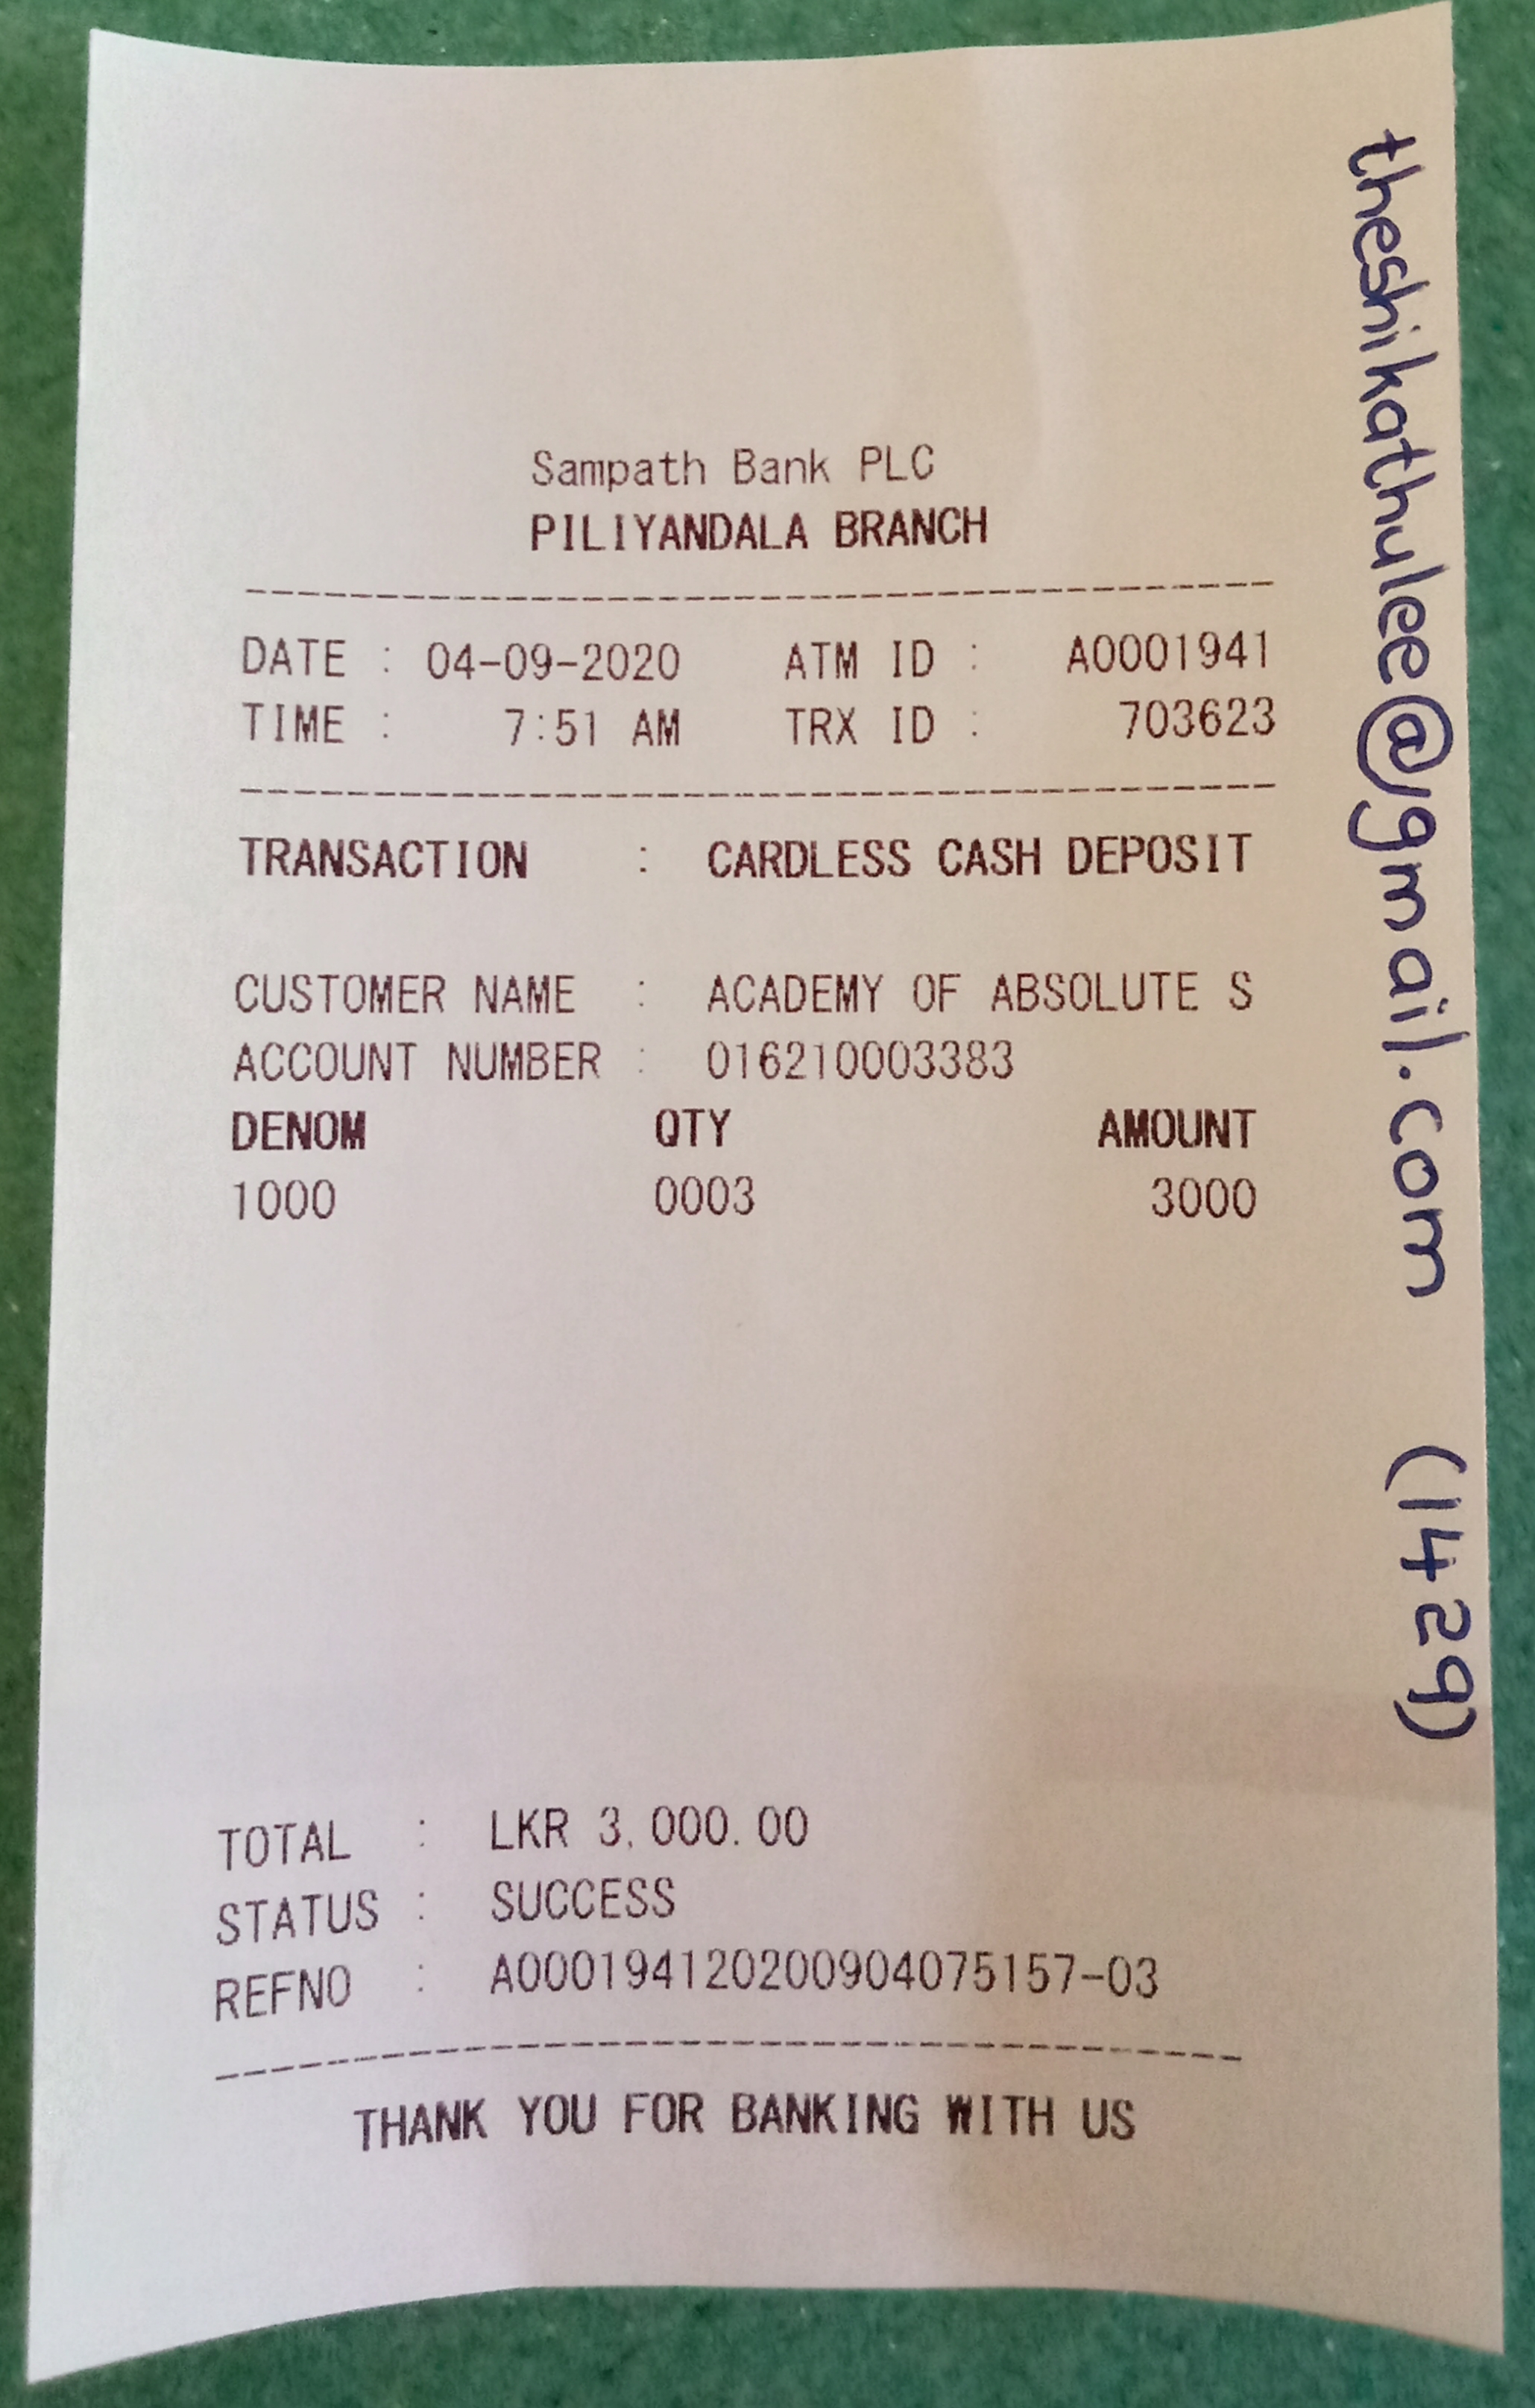 Sampath Bank PLC
PILIYANDALA BRANCH
DATE : 04-09-2020 ATM ID : A0001941
TIME : 7:51 AM TRX ID : 703623
TRANSACTION : CARDLESS CASH DEPOSIT
CUSTOMER NAME : ACADEMY OF ABSOLUTE S
ACCOUNT NUMBER : 016210003383
DENOM QTY AMOUNT
1000 0003 3000
TOTAL : LKR 3,000.00
STATUS : SUCCESS
REFNO : A000194120200904075157-03
THANK YOU FOR BANKING WITH US
theshikathulee@gmail.com (1429)